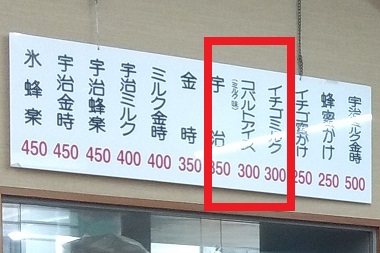 宇治ミルク金時 500
蜂蜜かけ 250
イチゴ蜜かけ 250
イチゴミルク 300
コバルトアイス 300
(ミルク味)
宇治 350
金時 350
ミルク金時 400
宇治ミルク 400
宇治蜂楽 450
宇治金時 450
氷蜂楽 450